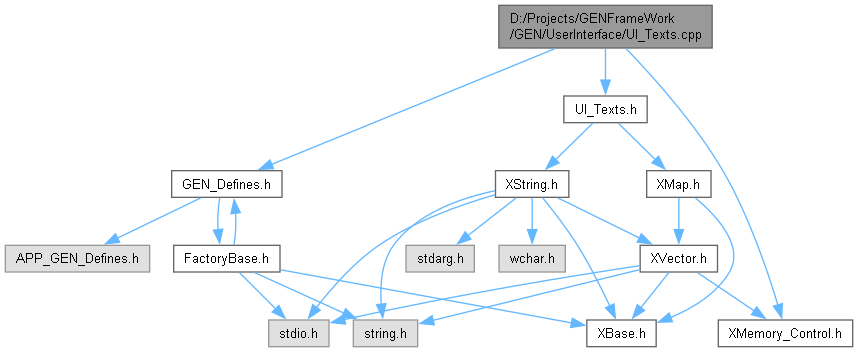 D:/Projects/GENFrameWork
/GEN/UserInterface/UI_Texts.cpp
UI_Texts.h
GEN_Defines.h
XString.h
XMap.h
APP_GEN_Defines.h
FactoryBase.h
stdarg.h
wchar.h
XVector.h
stdio.h
string.h
XBase.h
XMemory_Control.h